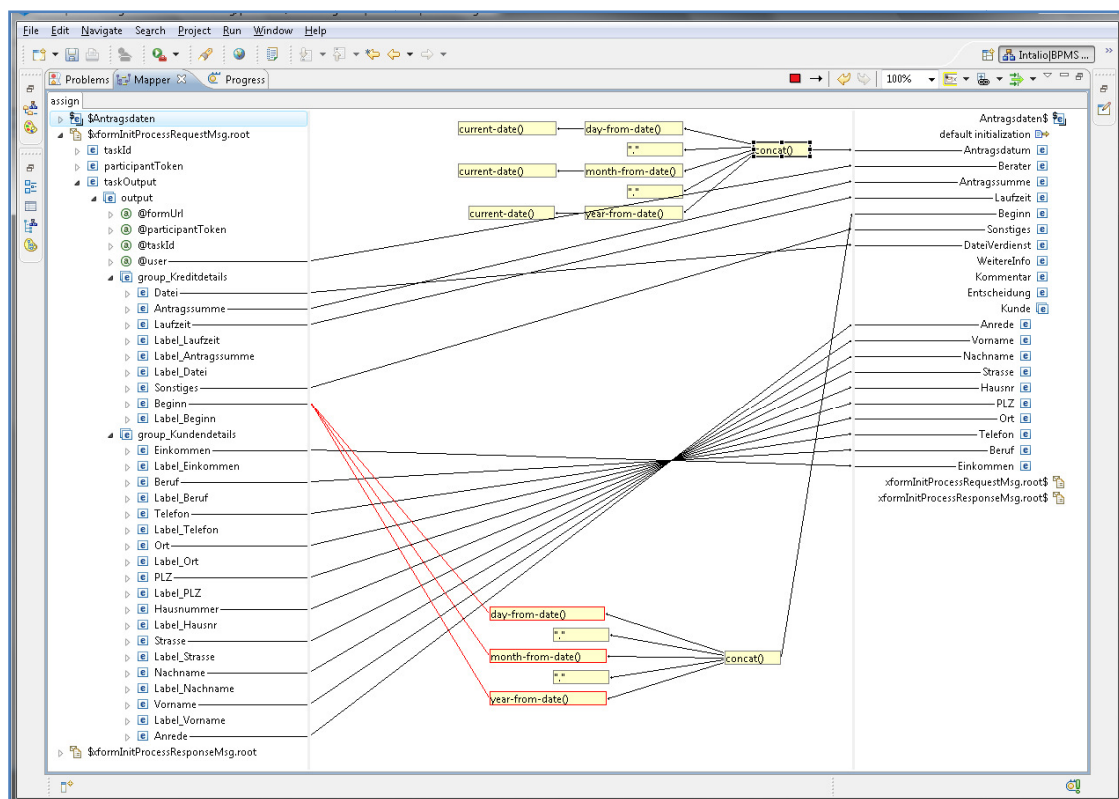 File Edit Navigate Search Project Run Window Help
Intalio|BPMS ...
»
Problems Mapper Progress
100%
assign
$Antragsdaten
$xformInitProcessRequestMsg.root
taskId
participantToken
taskOutput
output
@formUrl
@participantToken
@taskId
@user
group_Kreditdetails
Datei
Antragssumme
Laufzeit
Label_Laufzeit
Label_Antragssumme
Label_Datei
Sonstiges
Beginn
Label_Beginn
group_Kundendetails
Einkommen
Label_Einkommen
Beruf
Label_Beruf
Telefon
Label_Telefon
Ort
Label_Ort
PLZ
Label_PLZ
Hausnummer
Label_Hausnr
Strasse
Label_Strasse
Nachname
Label_Nachname
Vorname
Label_Vorname
Anrede
$xformInitProcessResponseMsg.root
current-date() day-from-date()
"."
concat()
current-date() month-from-date()
"."
current-date() year-from-date()
day-from-date()
"."
month-from-date() concat()
"."
year-from-date()
Antragsdaten$
default initialization
Antragsdatum
Berater
Antragssumme
Laufzeit
Beginn
Sonstiges
DateiVerdienst
WeitereInfo
Kommentar
Entscheidung
Kunde
Anrede
Vorname
Nachname
Strasse
Hausnr
PLZ
Ort
Telefon
Beruf
Einkommen
xformInitProcessRequestMsg.root$
xformInitProcessResponseMsg.root$